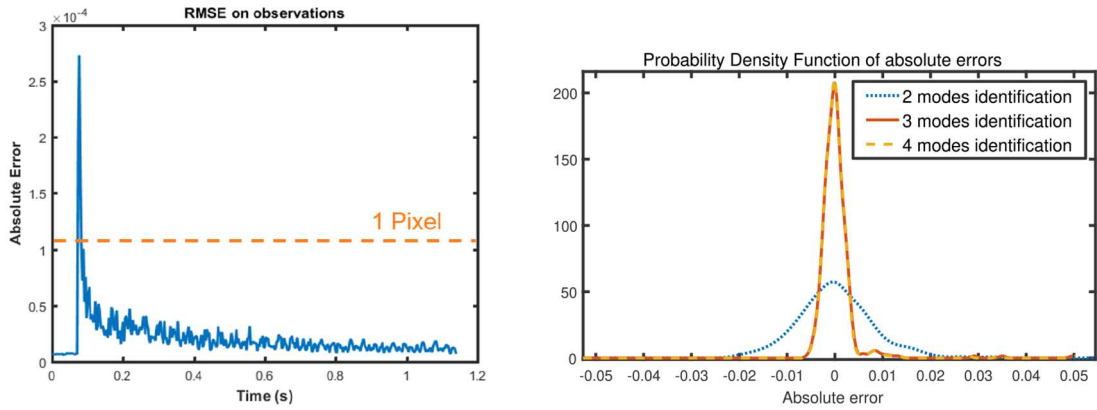 RMSE on observations
×10⁻⁴
3
2.5
2
1.5
1
0.5
0
Absolute Error
1 Pixel
0 0.2 0.4 0.6 0.8 1 1.2
Time (s)
Probability Density Function of absolute errors
2 modes identification
3 modes identification
4 modes identification
200
150
100
50
0
-0.05 -0.04 -0.03 -0.02 -0.01 0 0.01 0.02 0.03 0.04 0.05
Absolute error